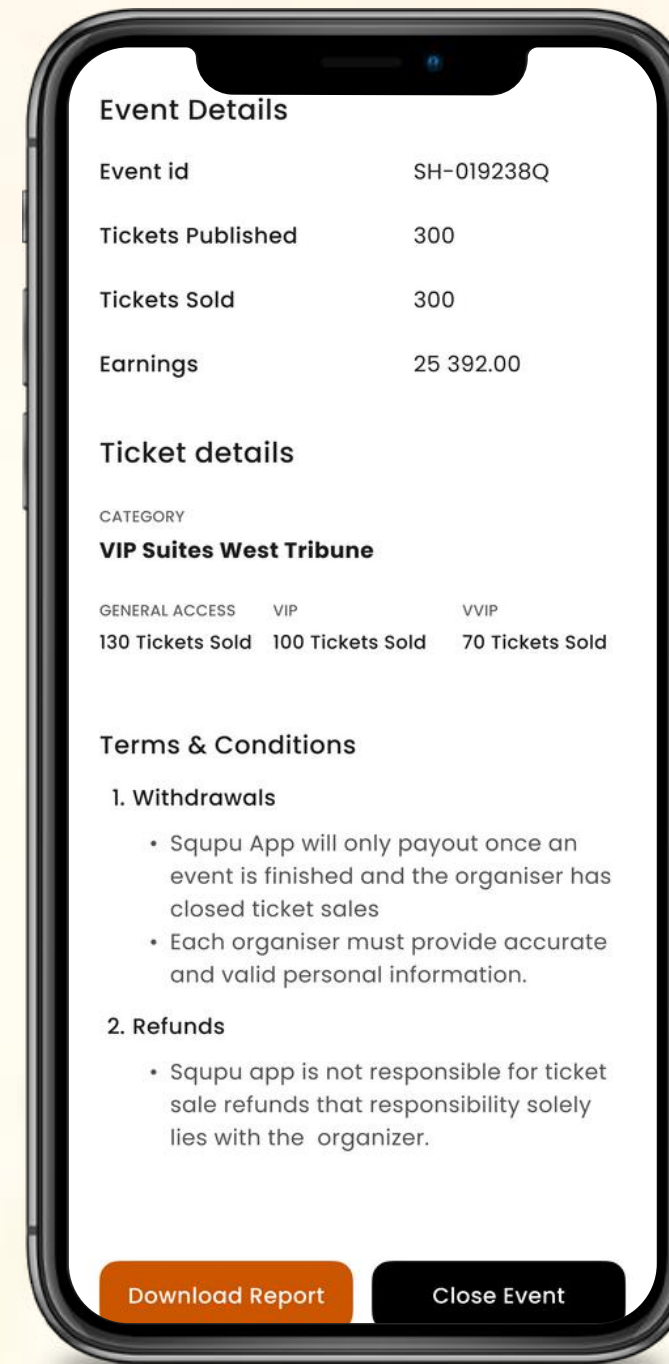 Event Details
Event id SH-019238Q
Tickets Published 300
Tickets Sold 300
Earnings 25 392.00
Ticket details
CATEGORY
VIP Suites West Tribune
GENERAL ACCESS VIP VVIP
130 Tickets Sold 100 Tickets Sold 70 Tickets Sold
Terms & Conditions
1. Withdrawals
• Squpu App will only payout once an
event is finished and the organiser has
closed ticket sales
• Each organiser must provide accurate
and valid personal information.
2. Refunds
• Squpu app is not responsible for ticket
sale refunds that responsibility solely
lies with the  organizer.
Download Report Close Event